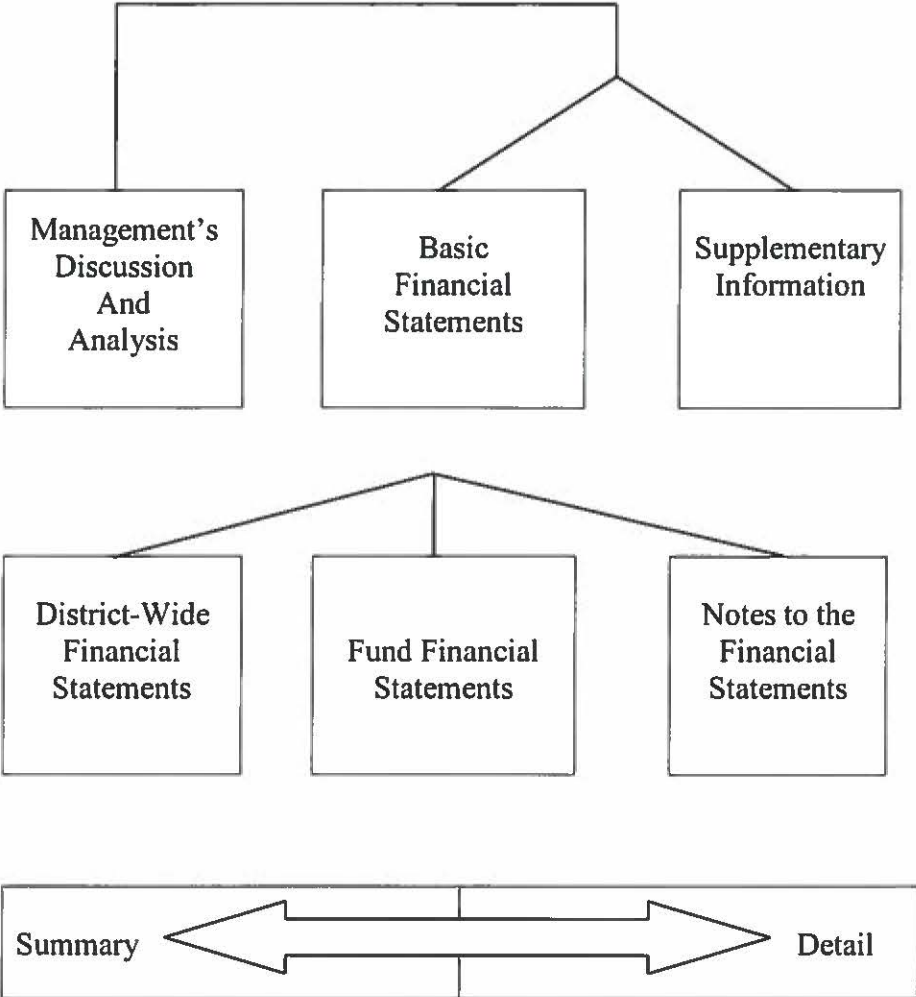 Management's
Discussion
And
Analysis
Basic
Financial
Statements
Supplementary
Information
District-Wide
Financial
Statements
Fund Financial
Statements
Notes to the
Financial
Statements
Summary
Detail